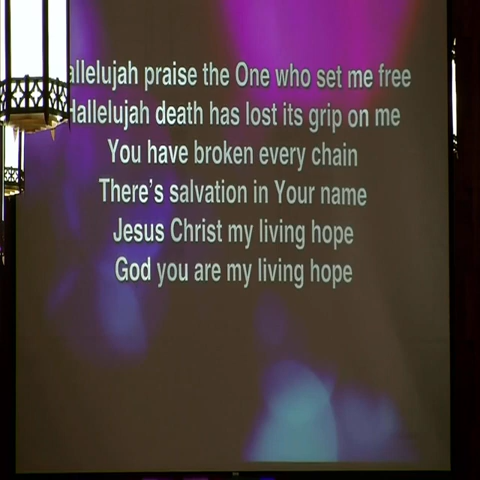 allelujah praise the One who set me free
Hallelujah death has lost its grip on me
You have broken every chain
There's salvation in Your name
Jesus Christ my living hope
God you are my living hope